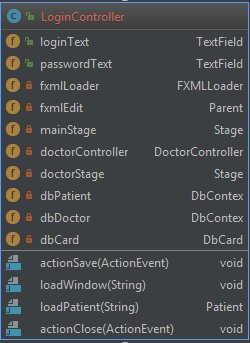 LoginController
loginText TextField
passwordText TextField
fxmlLoader FXMLLoader
fxmlEdit Parent
mainStage Stage
doctorController DoctorController
doctorStage Stage
dbPatient DbContex
dbDoctor DbContex
dbCard DbCard
actionSave(ActionEvent) void
loadWindow(String) void
loadPatient(String) Patient
actionClose(ActionEvent) void